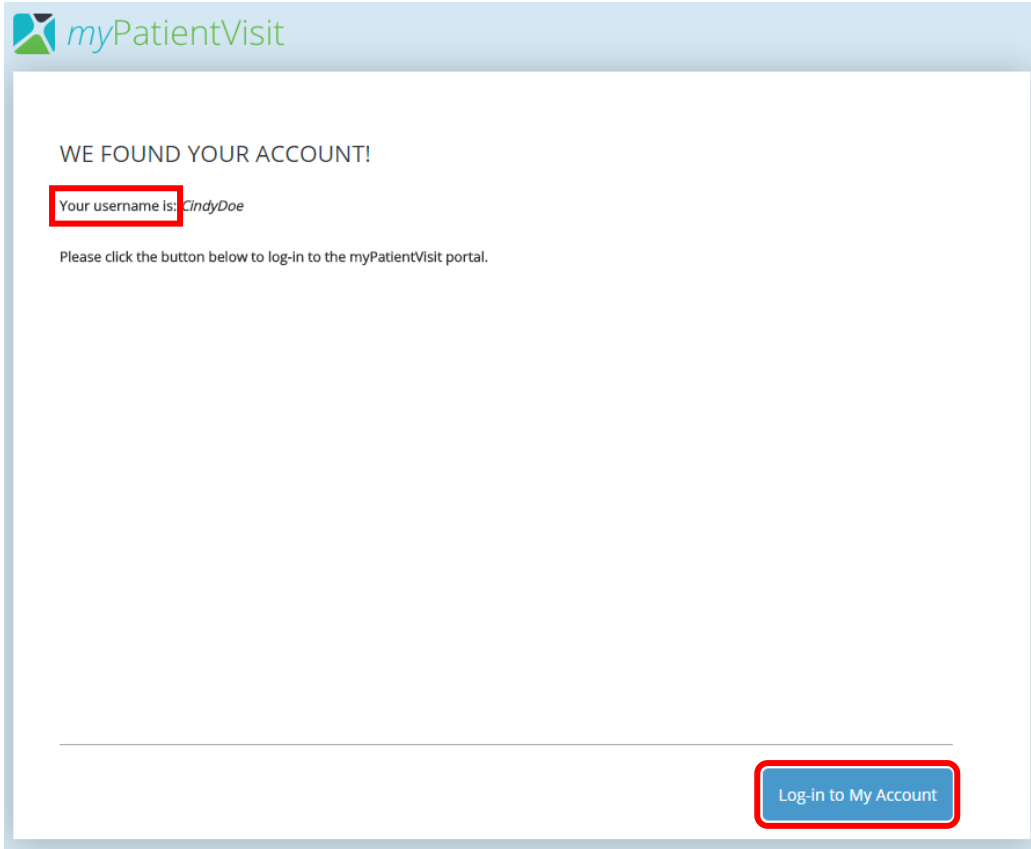 myPatientVisit
WE FOUND YOUR ACCOUNT!
Your username is: CindyDoe
Please click the button below to log-in to the myPatientVisit portal.
Log-in to My Account